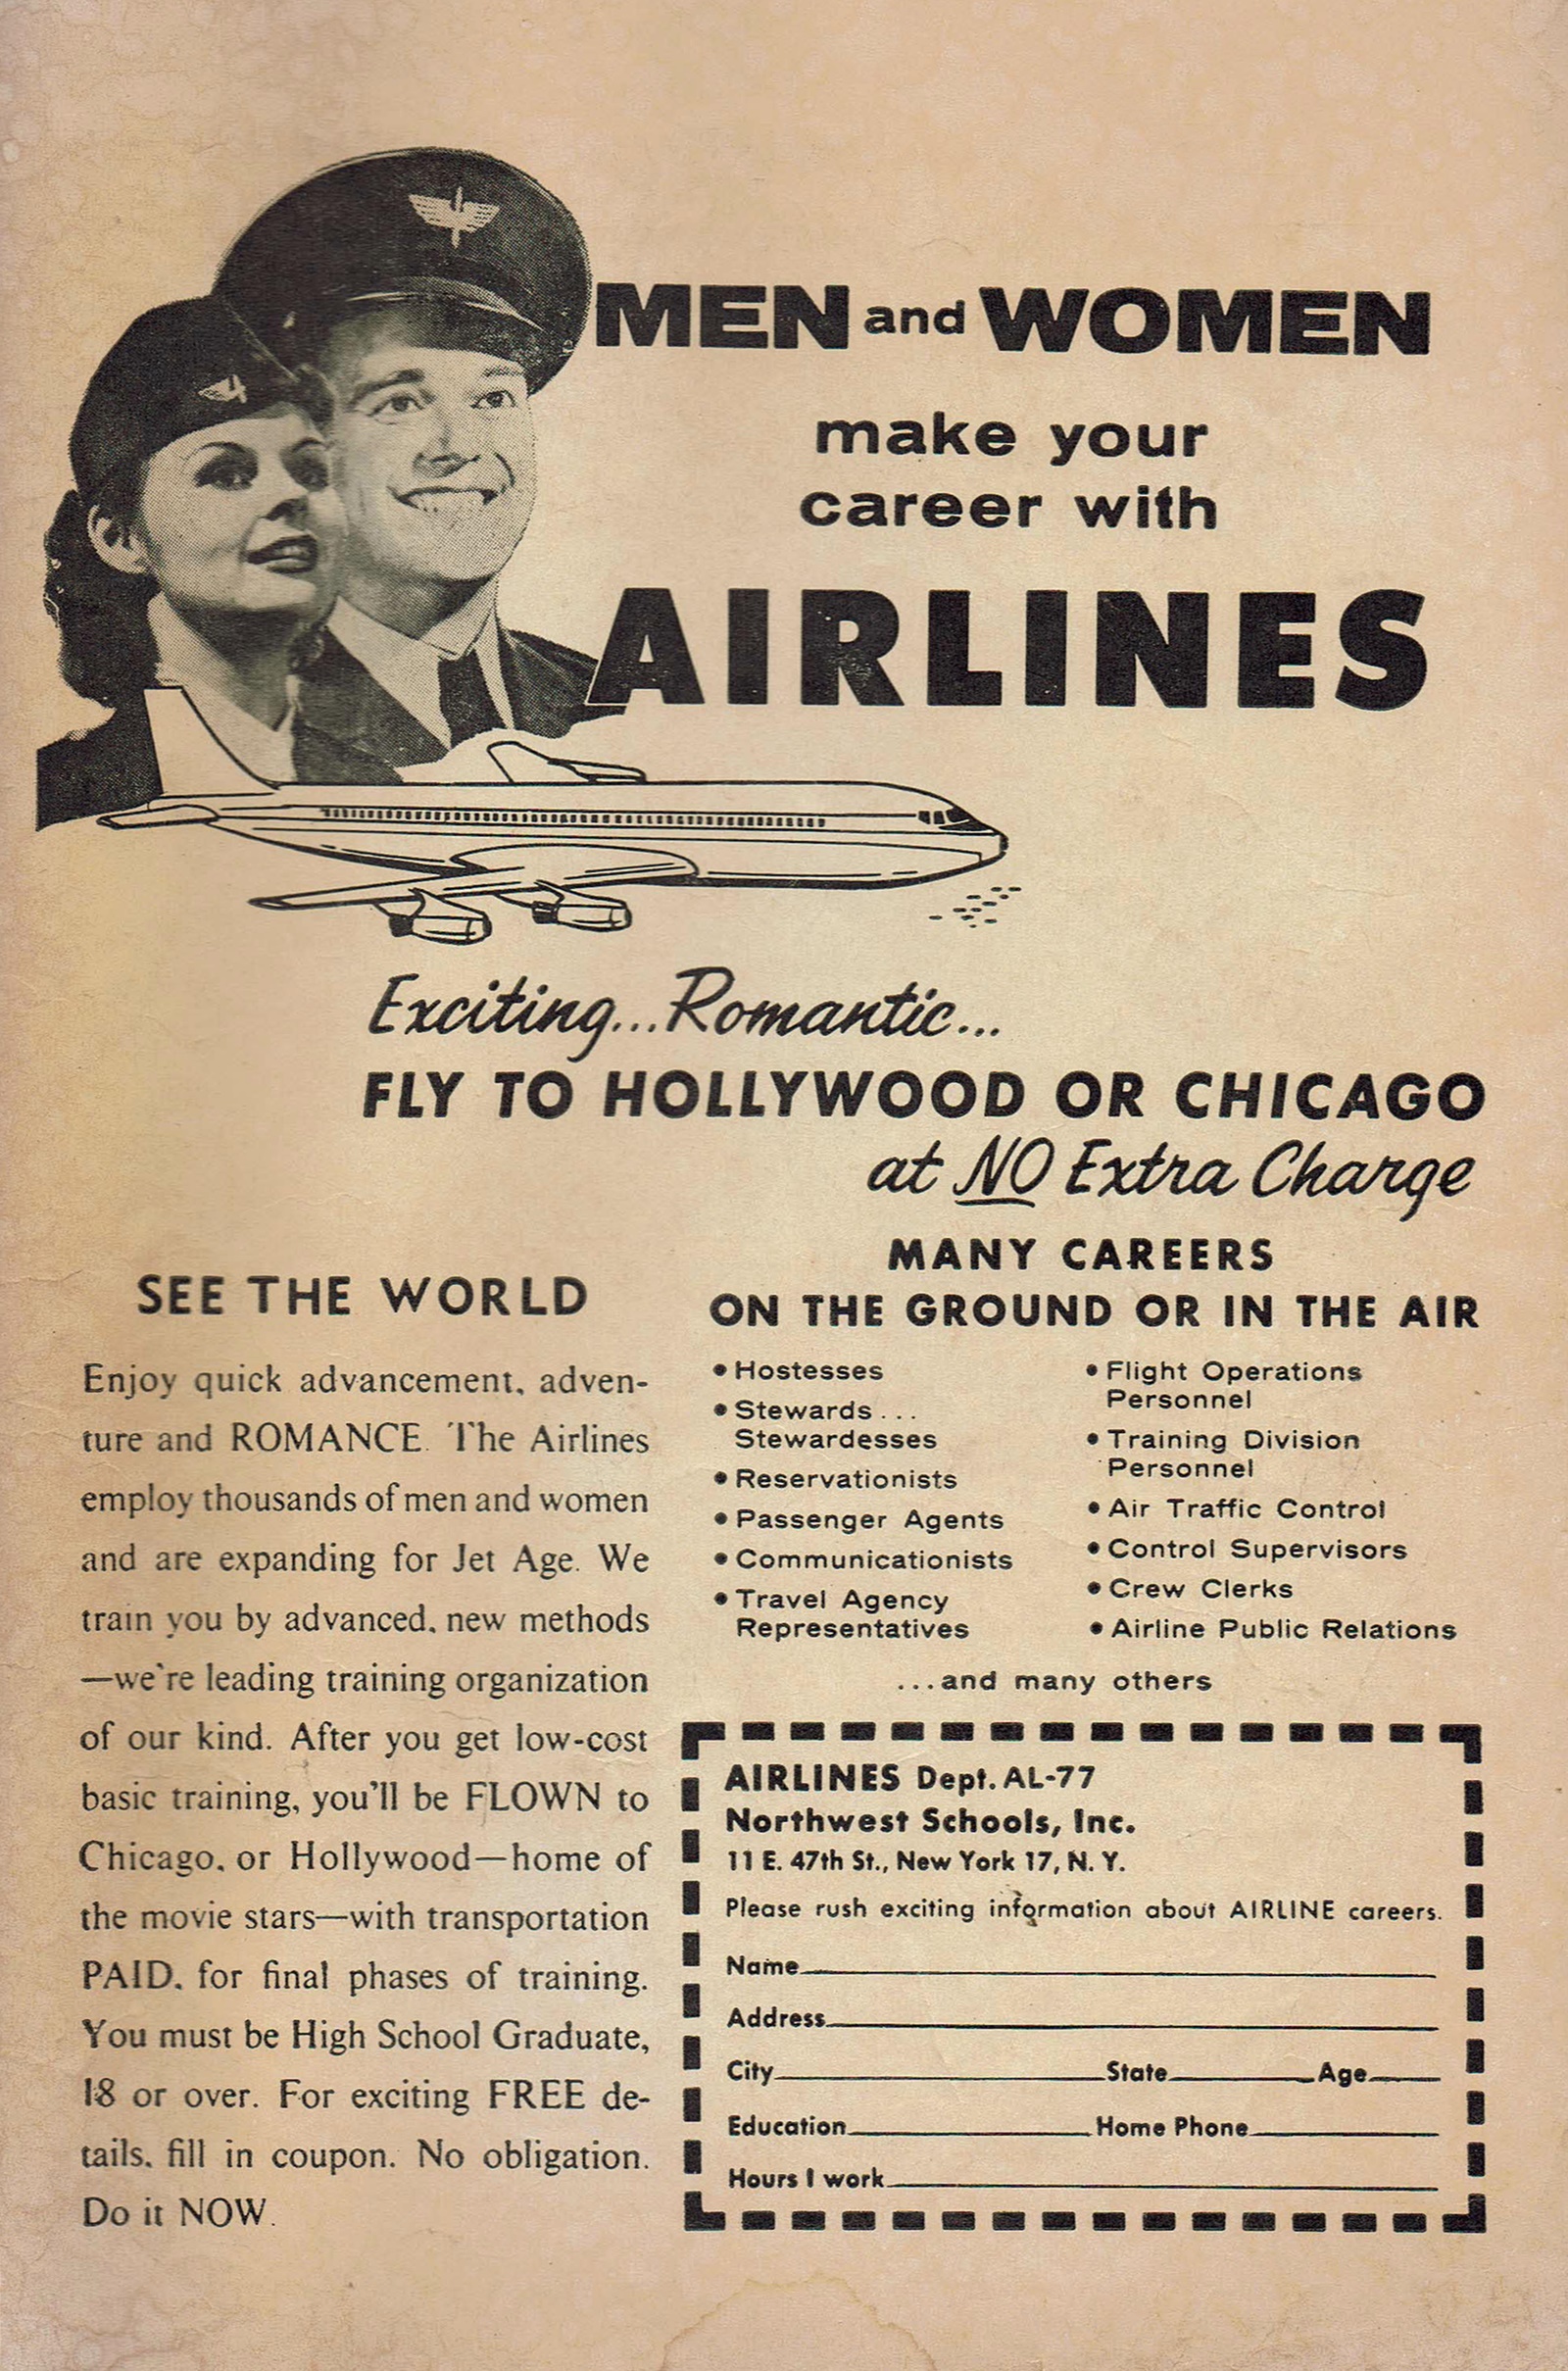 MEN and WOMEN
make your
career with
AIRLINES
Exciting...Romantic...
FLY TO HOLLYWOOD OR CHICAGO
at NO Extra Charge
SEE THE WORLD
Enjoy quick advancement, adven-
ture and ROMANCE. The Airlines
employ thousands of men and women
and are expanding for Jet Age. We
train you by advanced, new methods
—we're leading training organization
of our kind. After you get low-cost
basic training, you'll be FLOWN to
Chicago, or Hollywood—home of
the movie stars—with transportation
PAID, for final phases of training.
You must be High School Graduate,
18 or over. For exciting FREE de-
tails, fill in coupon. No obligation.
Do it NOW.
MANY CAREERS
ON THE GROUND OR IN THE AIR
• Hostesses
• Stewards...
Stewardesses
• Reservationists
• Passenger Agents
• Communicationists
• Travel Agency
Representatives
• Flight Operations
Personnel
• Training Division
Personnel
• Air Traffic Control
• Control Supervisors
• Crew Clerks
• Airline Public Relations
...and many others
AIRLINES Dept. AL-77
Northwest Schools, Inc.
11 E. 47th St., New York 17, N. Y.
Please rush exciting information about AIRLINE careers.
Name
Address
City State Age
Education Home Phone
Hours I work